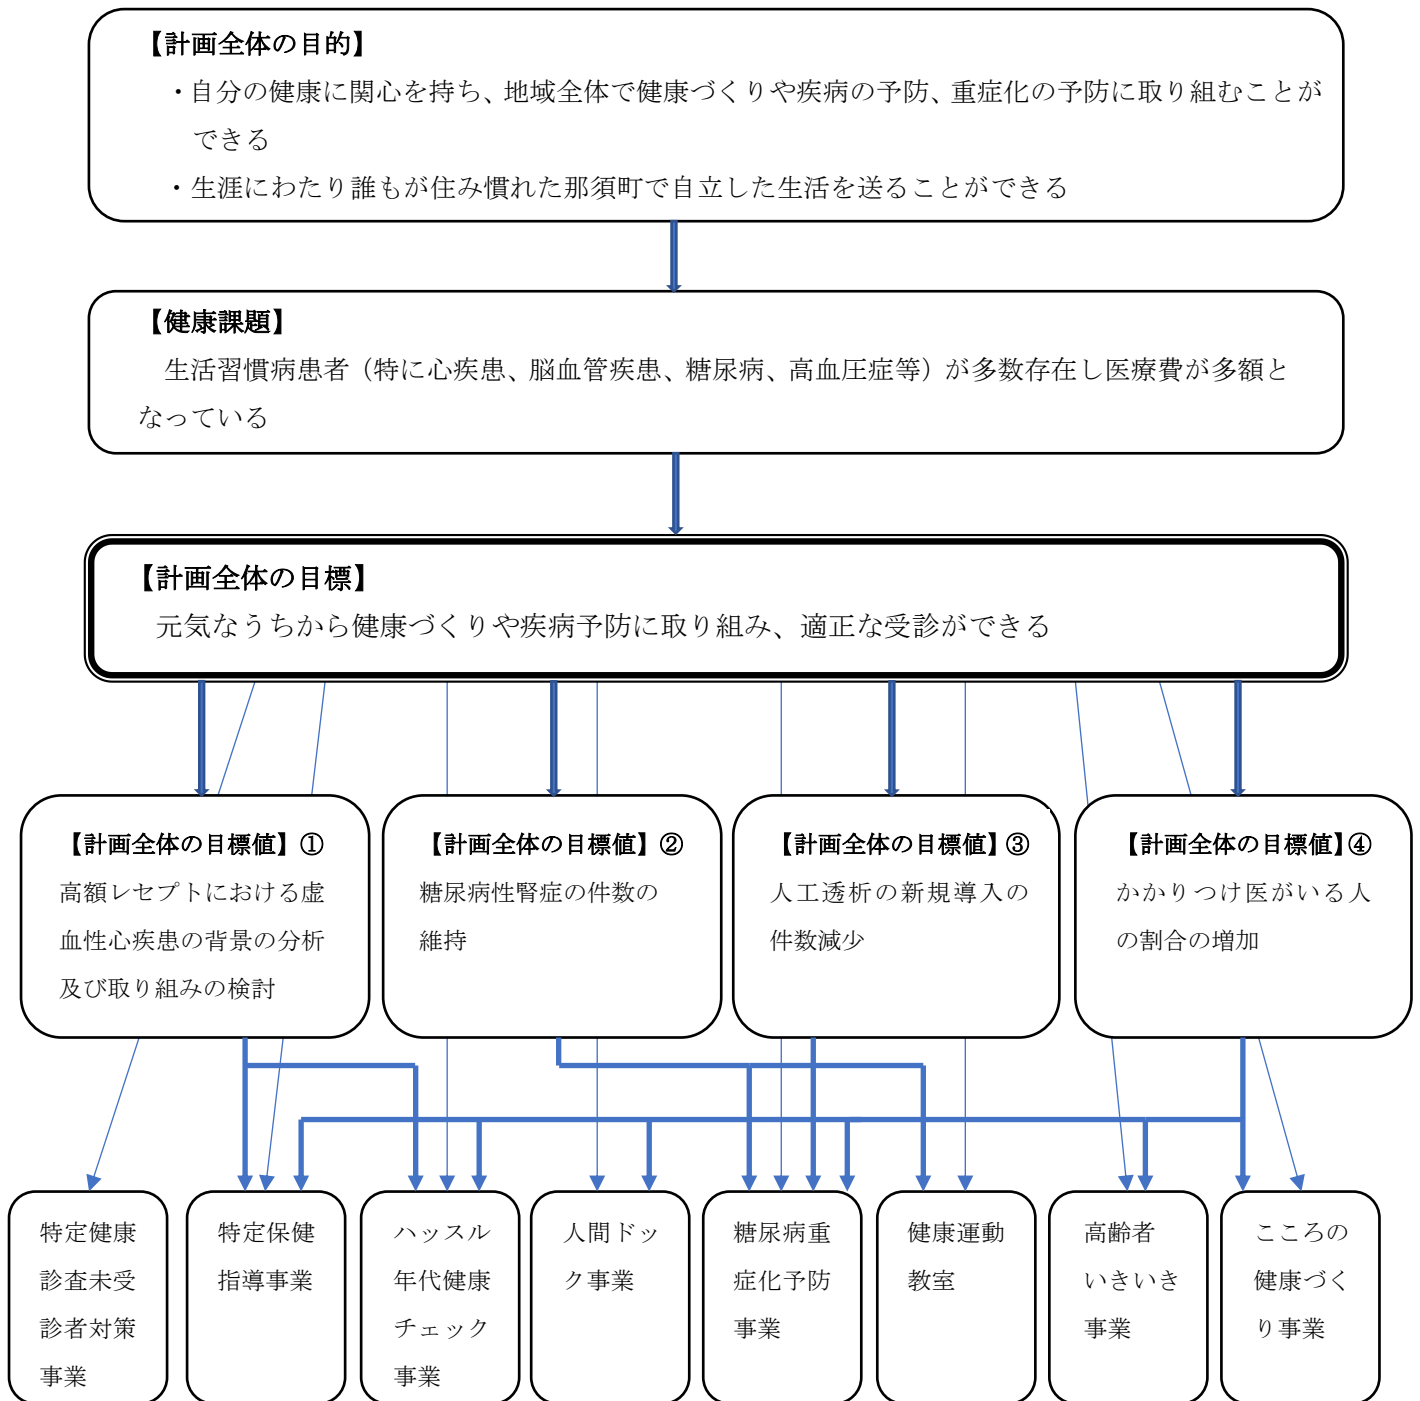 【計画全体の目的】
・自分の健康に関心を持ち、地域全体で健康づくりや疾病の予防、重症化の予防に取り組むことが
できる
・生涯にわたり誰もが住み慣れた那須町で自立した生活を送ることができる
【健康課題】
生活習慣病患者（特に心疾患、脳血管疾患、糖尿病、高血圧症等）が多数存在し医療費が多額と
なっている
【計画全体の目標】
元気なうちから健康づくりや疾病予防に取り組み、適正な受診ができる
【計画全体の目標値】①
高額レセプトにおける虚
血性心疾患の背景の分析
及び取り組みの検討
【計画全体の目標値】②
糖尿病性腎症の件数の
維持
【計画全体の目標値】③
人工透析の新規導入の
件数減少
【計画全体の目標値】④
かかりつけ医がいる人
の割合の増加
特定健康
診査未受
診者対策
事業
特定保健
指導事業
ハッスル
年代健康
チェック
事業
人間ドッ
ク事業
糖尿病重
症化予防
事業
健康運動
教室
高齢者
いきいき
事業
こころの
健康づく
り事業